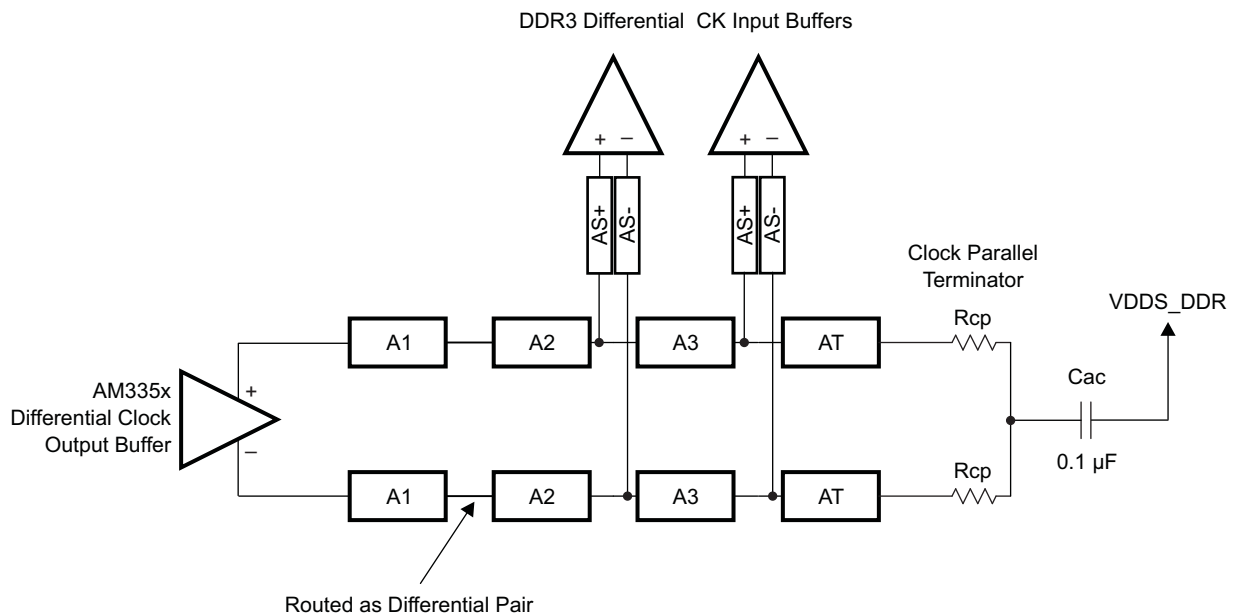 DDR3 Differential CK Input Buffers
+ − + −
AS+ AS- AS+ AS-
Clock Parallel
Terminator
VDDS_DDR
Rcp
A1 A2 A3 AT
+
AM335x
Differential Clock
Output Buffer
−
Cac
0.1 µF
Rcp
A1 A2 A3 AT
Routed as Differential Pair